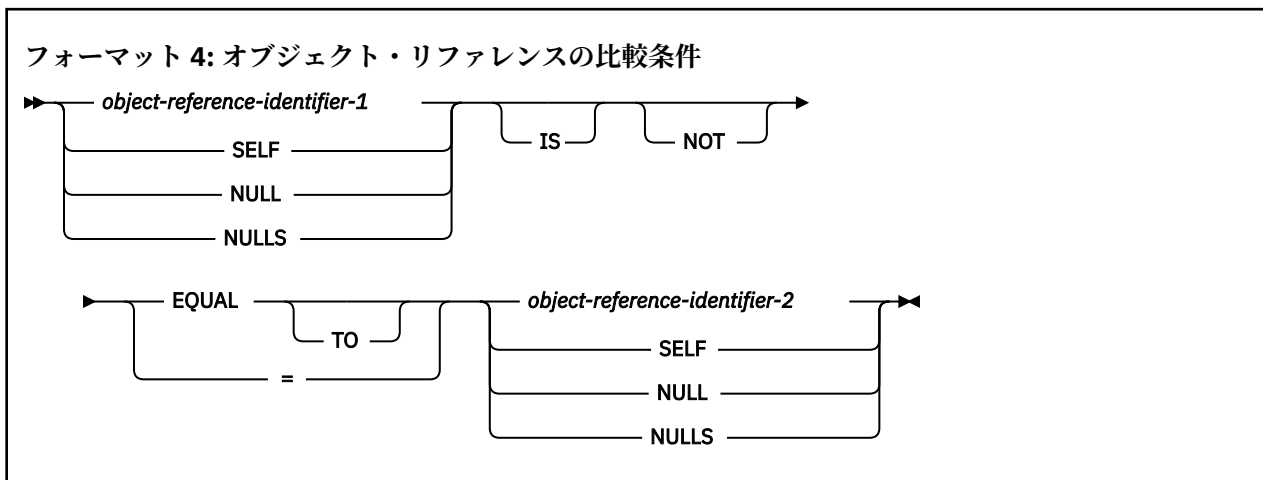 フォーマット 4: オブジェクト・リファレンスの比較条件
object-reference-identifier-1
SELF
NULL
NULLS
IS
NOT
EQUAL
TO
=
object-reference-identifier-2
SELF
NULL
NULLS